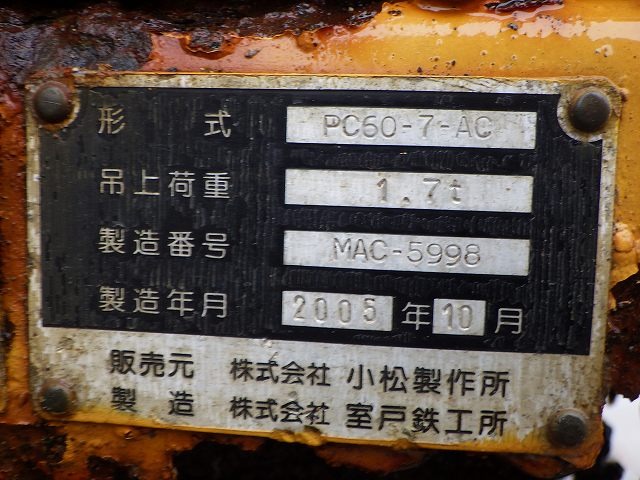 形式 PC60-7-AC
吊上荷重 1.7t
製造番号 MAC-5998
製造年月 2005年10月
販売元 株式会社 小松製作所
製造 株式会社 室戸鉄工所